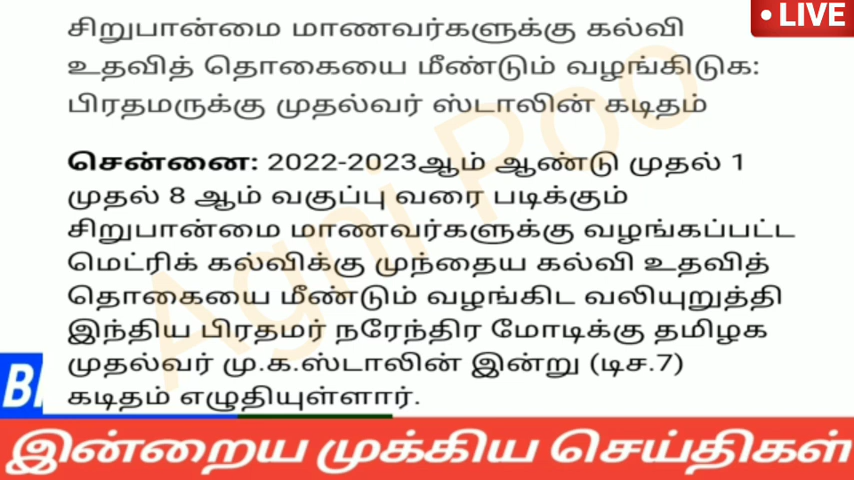 LIVE
சிறுபான்மை மாணவர்களுக்கு கல்வி
உதவித் தொகையை மீண்டும் வழங்கிடுக:
பிரதமருக்கு முதல்வர் ஸ்டாலின் கடிதம்
சென்னை: 2022-2023ஆம் ஆண்டு முதல் 1
முதல் 8 ஆம் வகுப்பு வரை படிக்கும்
சிறுபான்மை மாணவர்களுக்கு வழங்கப்பட்ட
மெட்ரிக் கல்விக்கு முந்தைய கல்வி உதவித்
தொகையை மீண்டும் வழங்கிட வலியுறுத்தி
இந்திய பிரதமர் நரேந்திர மோடிக்கு தமிழக
முதல்வர் மு.க.ஸ்டாலின் இன்று (டிச.7)
கடிதம் எழுதியுள்ளார்.
Agni Poo
இன்றைய முக்கிய செய்திகள்